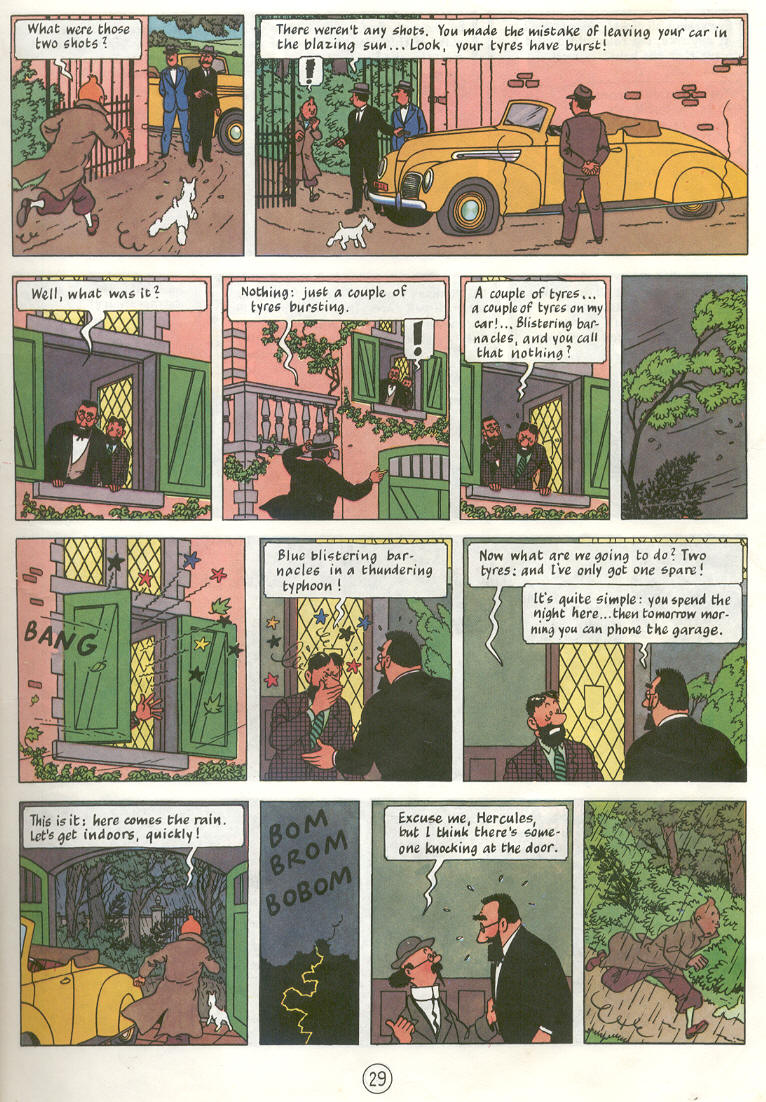 What were those
two shots?
There weren't any shots. You made the mistake of leaving your car in
the blazing sun... Look, your tyres have burst!
!
Well, what was it?
Nothing: just a couple of
tyres bursting.
!
A couple of tyres...
a couple of tyres on my
car!... Blistering bar-
nacles, and you call
that nothing?
BANG
Blue blistering bar-
nacles in a thundering
typhoon!
Now what are we going to do? Two
tyres: and I've only got one spare!
It's quite simple: you spend the
night here...then tomorrow mor-
ning you can phone the garage.
This is it: here comes the rain.
Let's get indoors, quickly!
BOM
BROM
BOBOM
Excuse me, Hercules,
but I think there's some-
one knocking at the door.
29